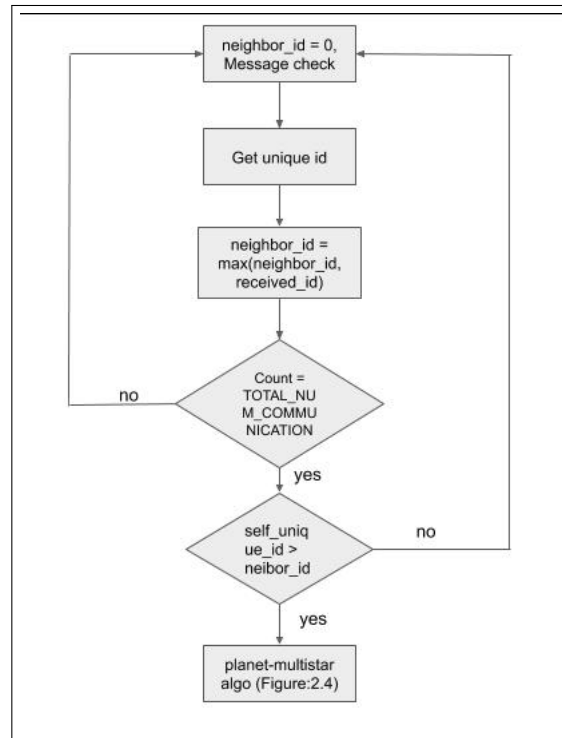 neighbor_id = 0,
Message check
Get unique id
neighbor_id =
max(neighbor_id,
received_id)
Count =
TOTAL_NU
M_COMMU
NICATION
no
yes
self_uniq
ue_id >
neibor_id
no
yes
planet-multistar
algo (Figure:2.4)